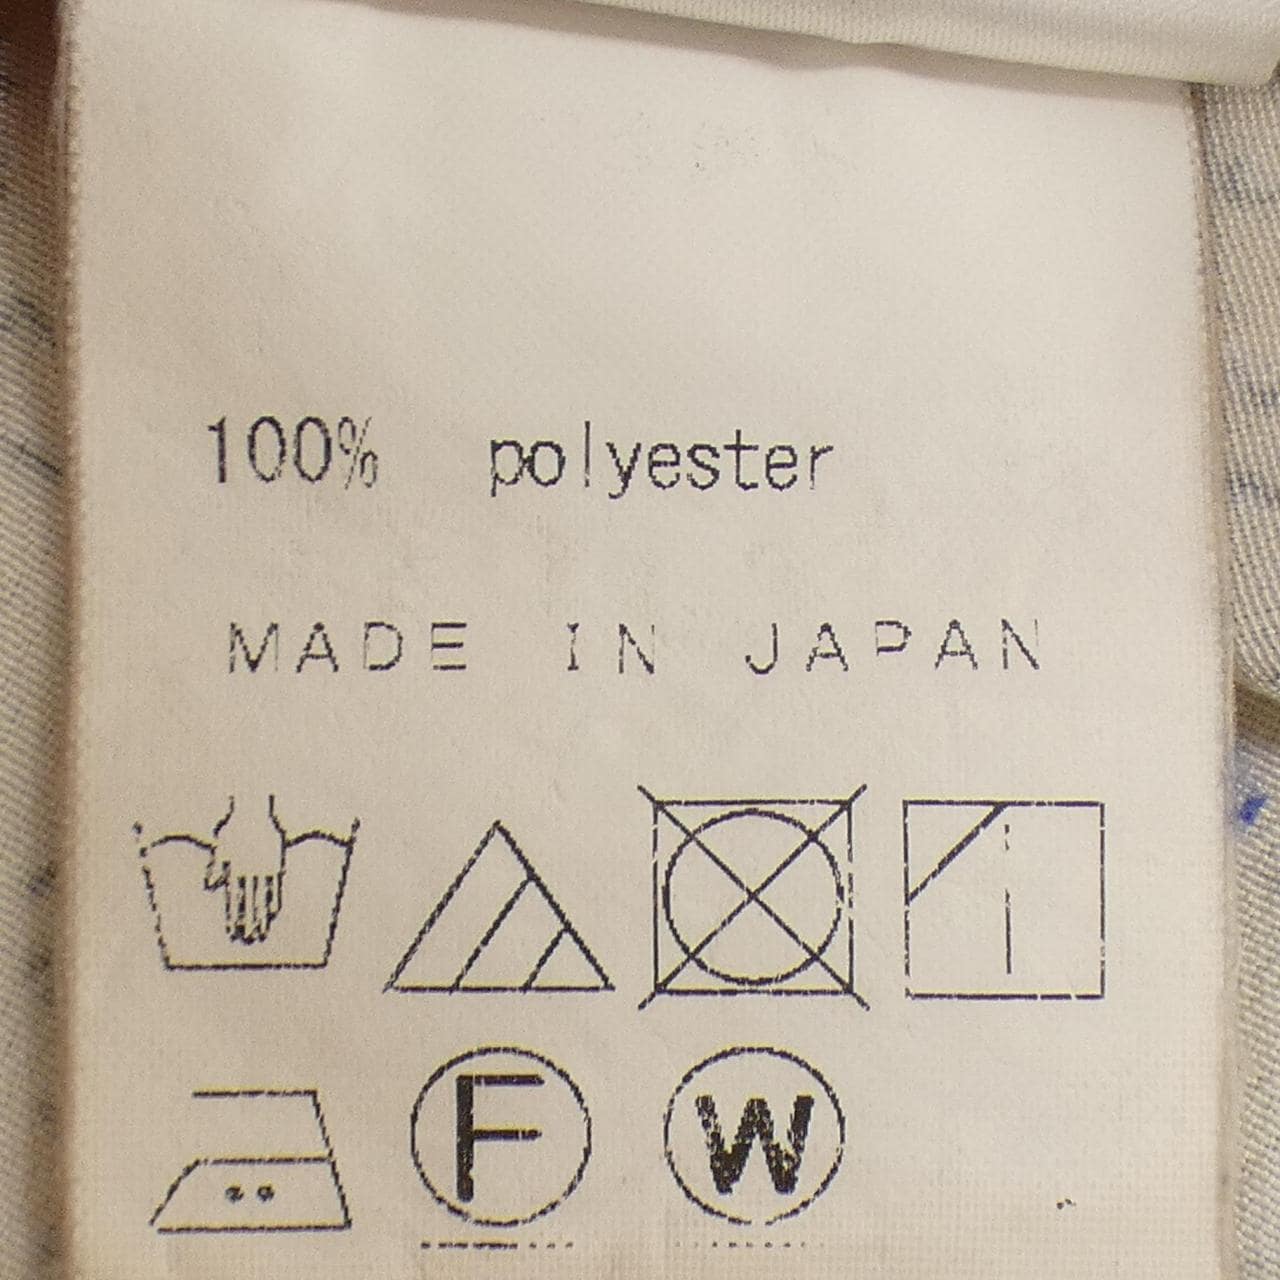 100% polyester
MADE IN JAPAN
F W